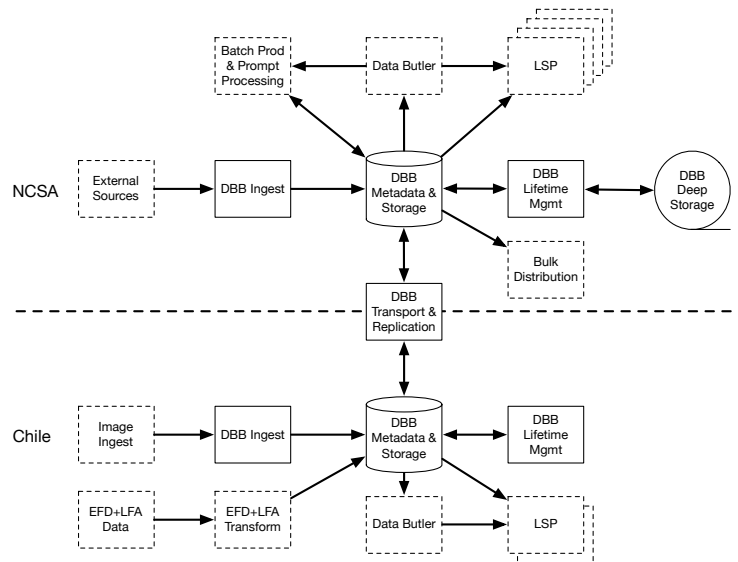 Batch Prod
& Prompt
Processing
Data Butler
LSP
NCSA
External
Sources
DBB Ingest
DBB
Metadata &
Storage
DBB
Lifetime
Mgmt
DBB
Deep
Storage
Bulk
Distribution
DBB
Transport &
Replication
Chile
Image
Ingest
DBB Ingest
DBB
Metadata &
Storage
DBB
Lifetime
Mgmt
EFD+LFA
Data
EFD+LFA
Transform
Data Butler
LSP